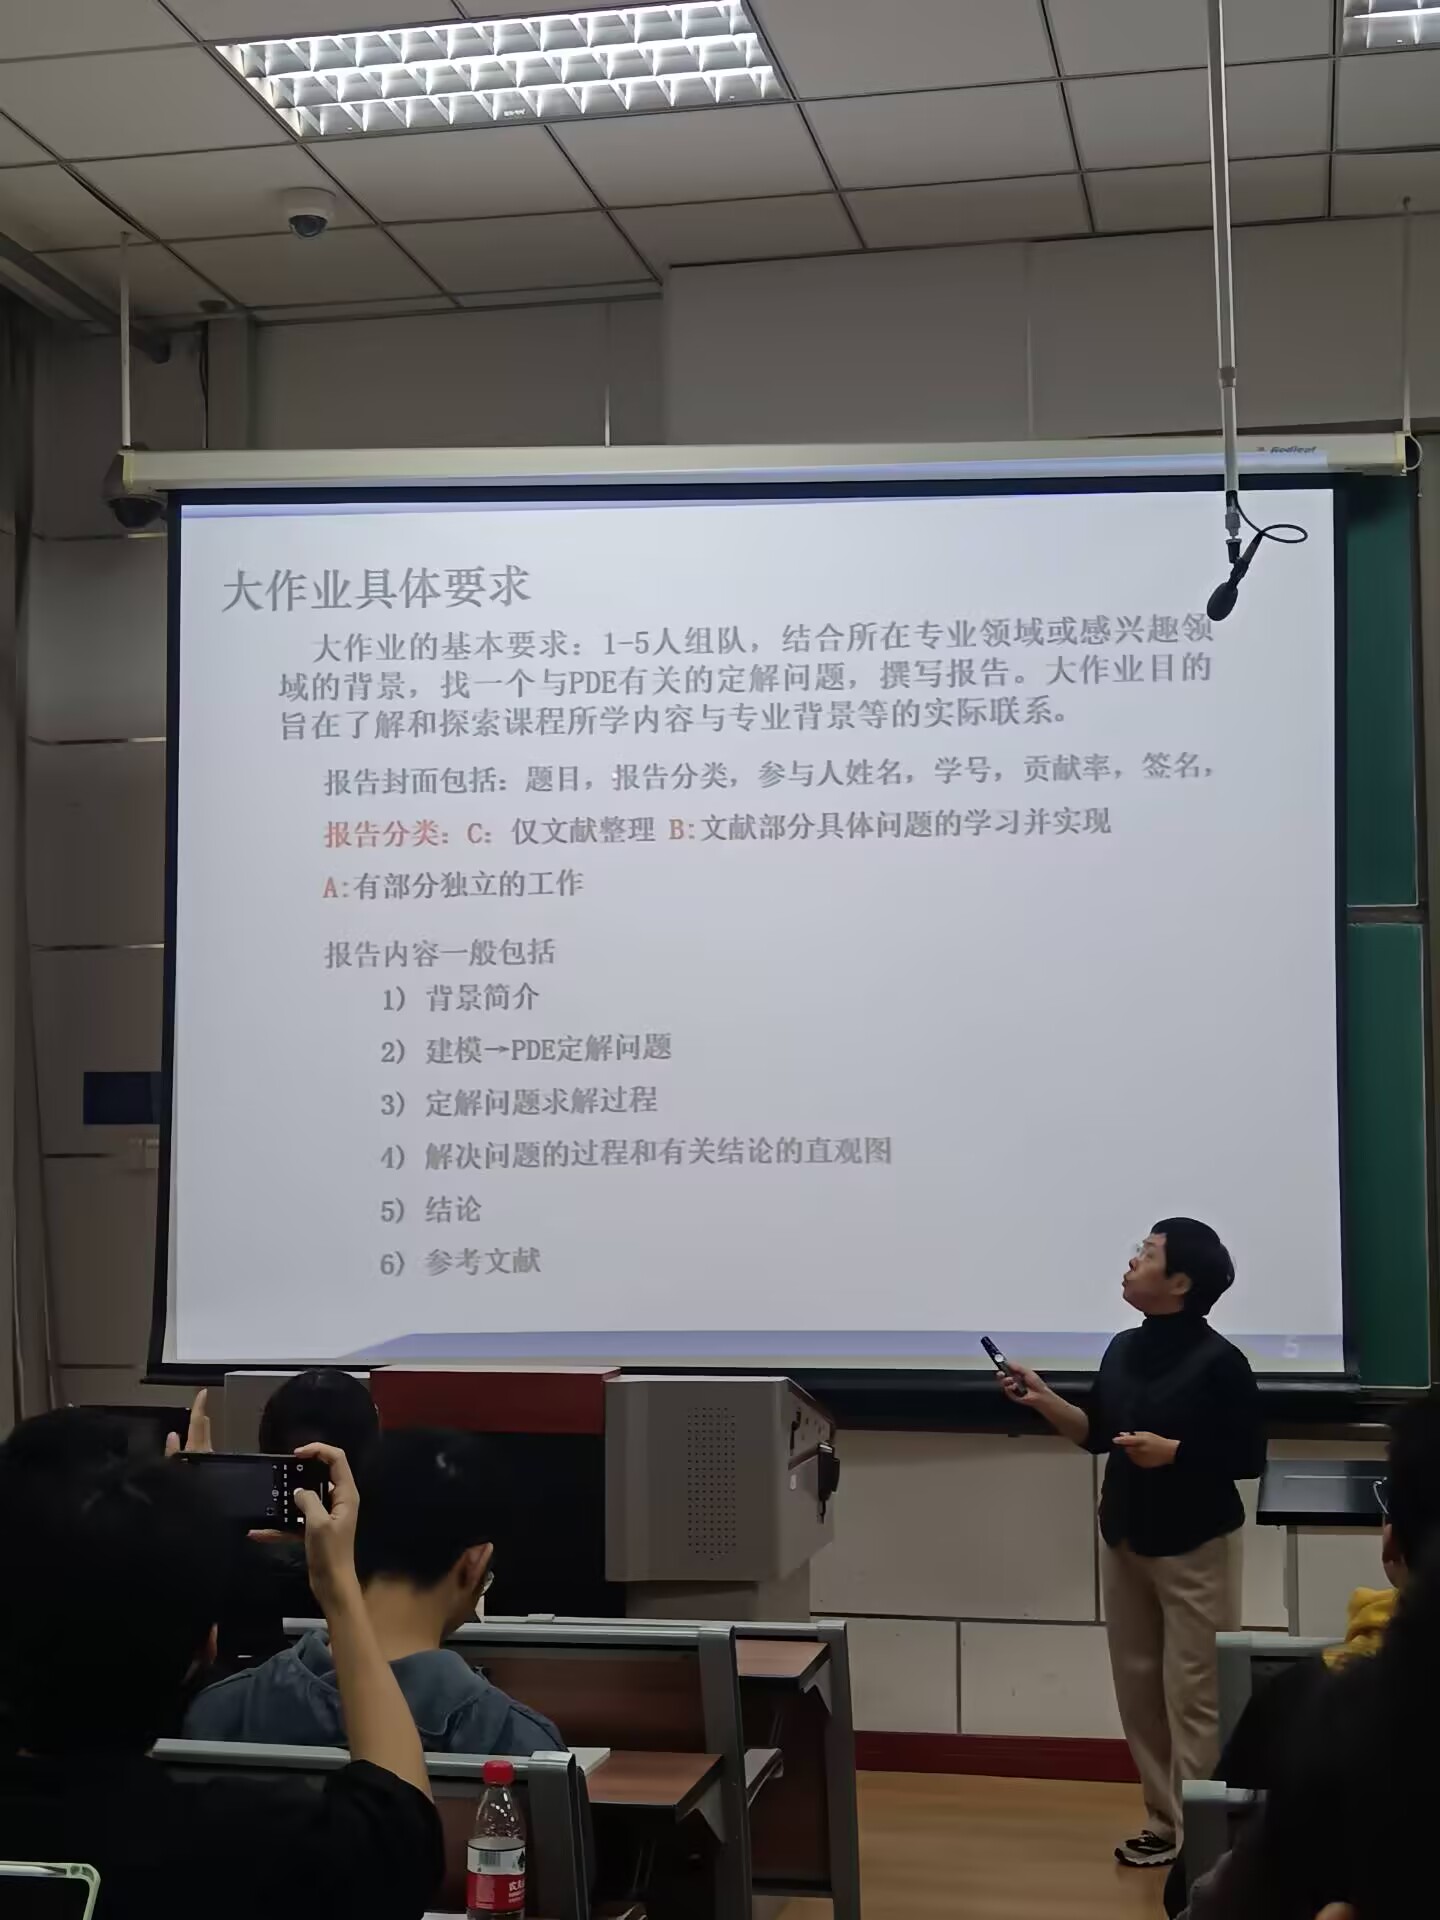 大作业具体要求
大作业的基本要求：1-5人组队，结合所在专业领域或感兴趣领
域的背景，找一个与PDE有关的定解问题，撰写报告。大作业目的
旨在了解和探索课程所学内容与专业背景等的实际联系。
报告封面包括：题目，报告分类，参与人姓名，学号，贡献率，签名，
报告分类：C：仅文献整理 B:文献部分具体问题的学习并实现
A:有部分独立的工作
报告内容一般包括
1) 背景简介
2) 建模→PDE定解问题
3) 定解问题求解过程
4) 解决问题的过程和有关结论的直观图
5) 结论
6) 参考文献
5